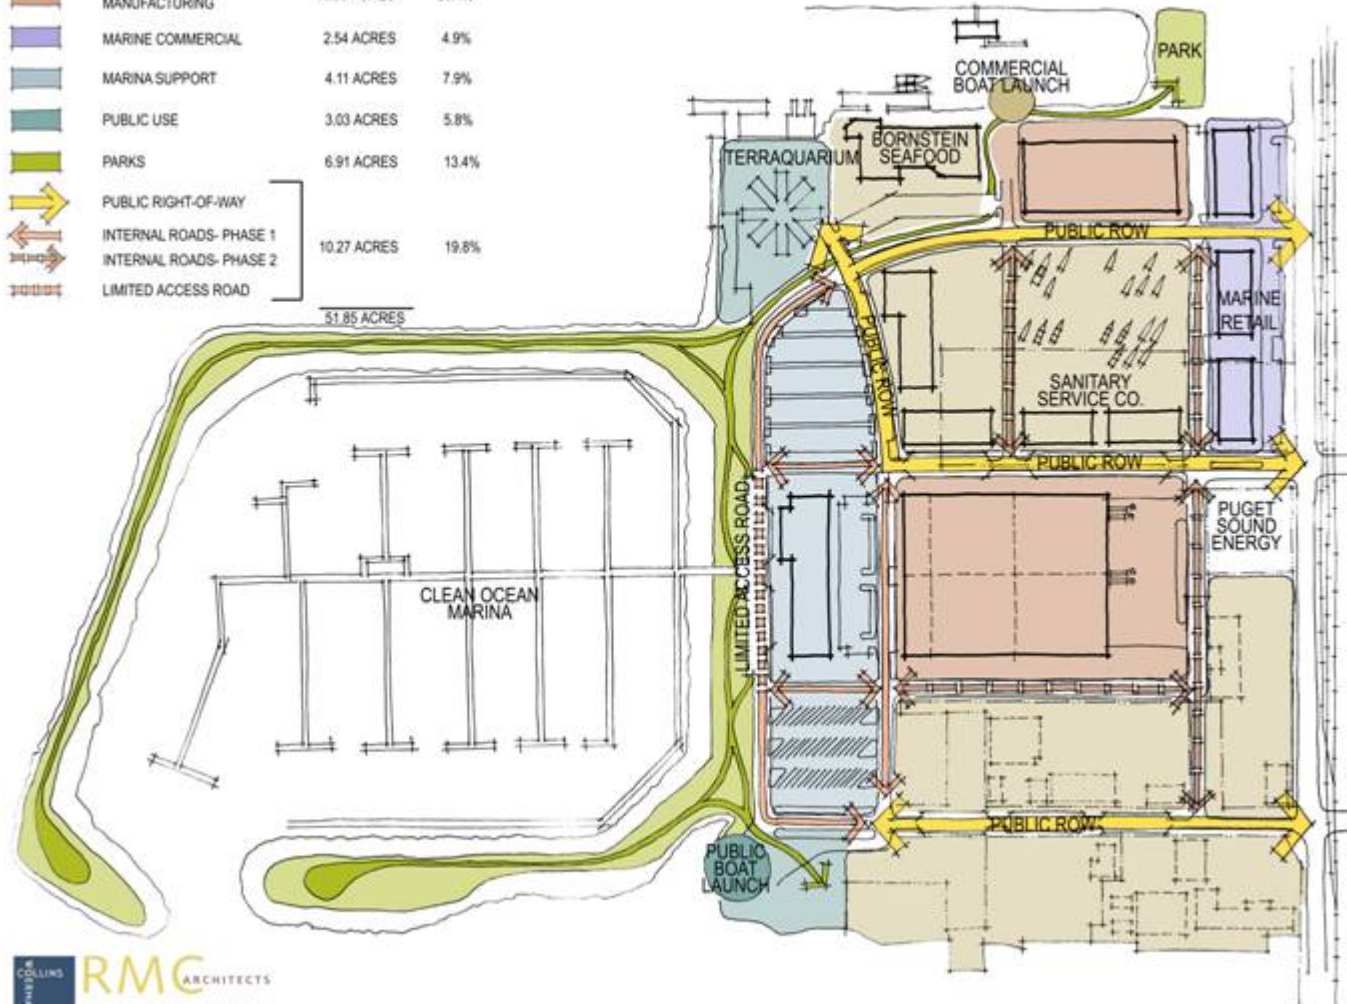 MANUFACTURING
MARINE COMMERCIAL 2.54 ACRES 4.9%
MARINA SUPPORT 4.11 ACRES 7.9%
PUBLIC USE 3.03 ACRES 5.8%
PARKS 6.91 ACRES 13.4%
PUBLIC RIGHT-OF-WAY
INTERNAL ROADS- PHASE 1
10.27 ACRES 19.8%
INTERNAL ROADS- PHASE 2
LIMITED ACCESS ROAD
51.85 ACRES
PARK
COMMERCIAL
BOAT LAUNCH
TERRAQUARIUM
BORNSTEIN
SEAFOOD
PUBLIC ROW
MARINE
RETAIL
PUBLIC ROW
SANITARY
SERVICE CO.
PUBLIC ROW
LIMITED ACCESS ROAD
PUGET
SOUND
ENERGY
CLEAN OCEAN
MARINA
PUBLIC ROW
PUBLIC
BOAT
LAUNCH
COLLINS
RMC ARCHITECTS